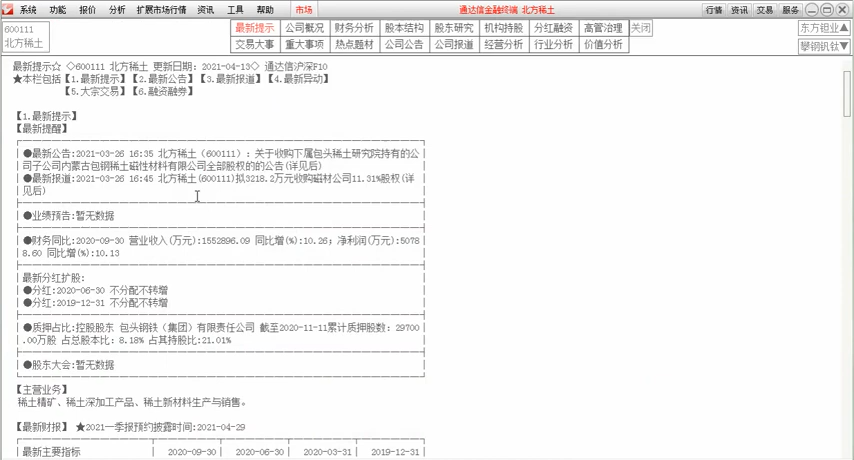 系统 功能 报价 分析 扩展市场行情 资讯 工具 帮助 市场 通达信金融终端 北方稀土 行情 资讯 交易 服务
600111
北方稀土
最新提示 公司概况 财务分析 股本结构 股东研究 机构持股 分红融资 高管治理 关闭
交易大事 重大事项 热点题材 公司公告 公司报道 经营分析 行业分析 价值分析
东方钽业▲
攀钢钒钛▼
最新提示☆ ◇600111 北方稀土 更新日期：2021-04-13◇ 通达信沪深F10
★本栏包括【1.最新提示】【2.最新公告】【3.最新报道】【4.最新异动】
【5.大宗交易】【6.融资融券】
【1.最新提示】
【最新提醒】
●最新公告:2021-03-26 16:35 北方稀土（600111）：关于收购下属包头稀土研究院持有的公
司子公司内蒙古包钢稀土磁性材料有限公司全部股权的的公告(详见后)
●最新报道:2021-03-26 16:45 北方稀土(600111)拟3218.2万元收购磁材公司11.31%股权(详
见后)
●业绩预告:暂无数据
●财务同比:2020-09-30 营业收入(万元):1552896.09 同比增(%):10.26；净利润(万元):5078
8.60 同比增(%):10.13
最新分红扩股:
●分红:2020-06-30 不分配不转增
●分红:2019-12-31 不分配不转增
●质押占比:控股股东 包头钢铁（集团）有限责任公司 截至2020-11-11累计质押股数：29700
.00万股 占总股本比：8.18% 占其持股比:21.01%
●股东大会:暂无数据
【主营业务】
稀土精矿、稀土深加工产品、稀土新材料生产与销售。
【最新财报】 ★2021一季报预约披露时间:2021-04-29
最新主要指标 2020-09-30 2020-06-30 2020-03-31 2019-12-31